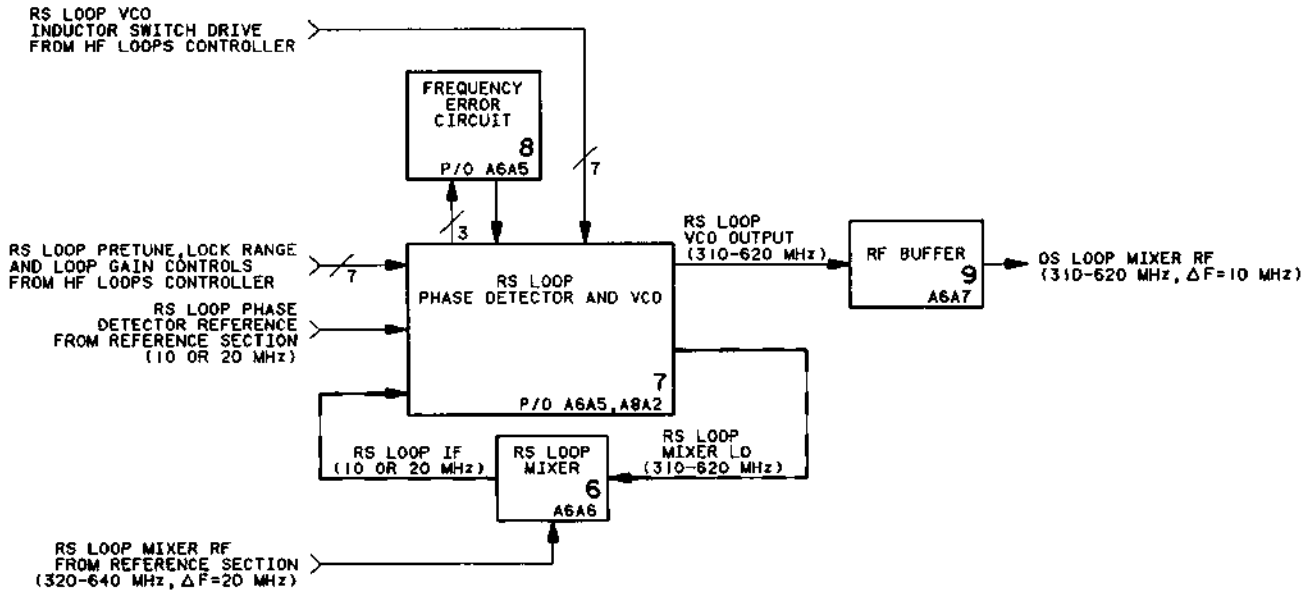 RS LOOP VCO
INDUCTOR SWITCH DRIVE
FROM HF LOOPS CONTROLLER
FREQUENCY
ERROR
CIRCUIT
8
P/O A6A5
7
3
RS LOOP PRETUNE,LOCK RANGE
AND LOOP GAIN CONTROLS
FROM HF LOOPS CONTROLLER
7
RS LOOP PHASE
DETECTOR REFERENCE
FROM REFERENCE SECTION
(10 OR 20 MHz)
RS LOOP
PHASE DETECTOR AND VCO
7
P/O A6A5,A8A2
RS LOOP
VCO OUTPUT
(310-620 MHz)
RF BUFFER
9
A6A7
OS LOOP MIXER RF
(310-620 MHz, ΔF=10 MHz)
RS LOOP IF
(10 OR 20 MHz)
RS LOOP
MIXER
6
A6A6
RS LOOP
MIXER LO
(310-620 MHz)
RS LOOP MIXER RF
FROM REFERENCE SECTION
(320-640 MHz, ΔF=20 MHz)